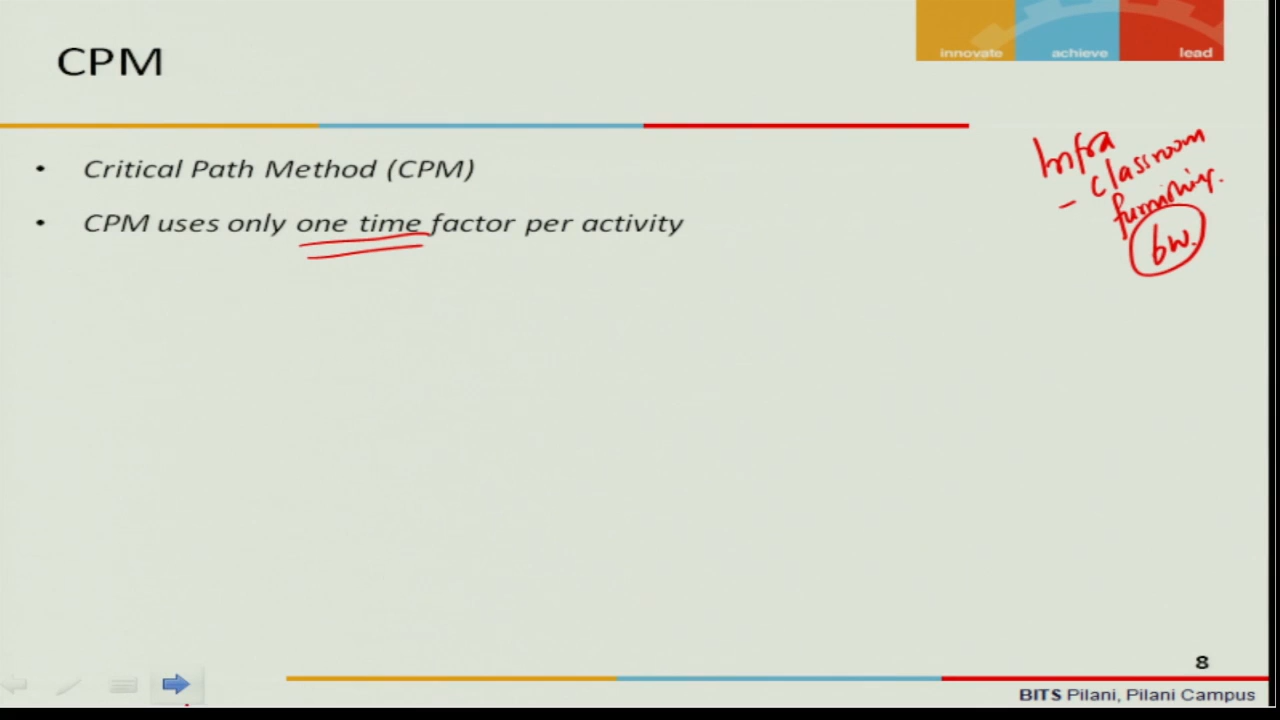 innovate achieve lead
CPM
• Critical Path Method (CPM)
• CPM uses only one time factor per activity
Infra
- classroom
furnishing.
6w.
8
BITS Pilani, Pilani Campus